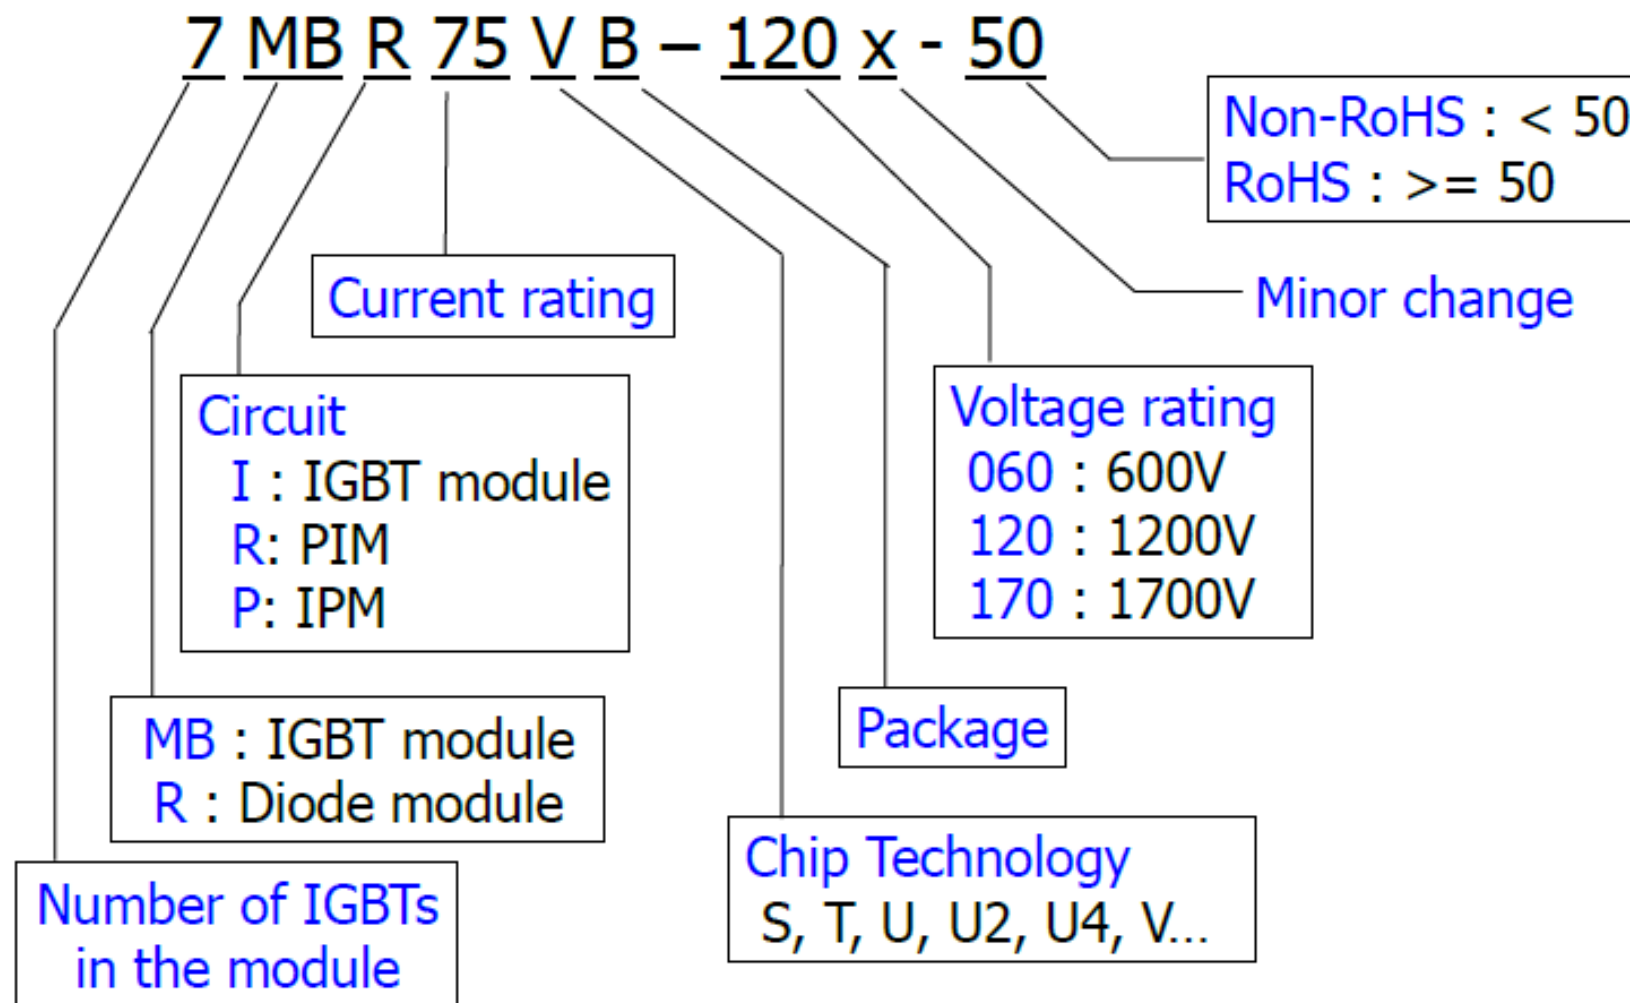 7 MB R 75 V B – 120 x - 50
Non-RoHS : < 50
RoHS : >= 50
Current rating
Minor change
Circuit
I : IGBT module
R: PIM
P: IPM
Voltage rating
060 : 600V
120 : 1200V
170 : 1700V
MB : IGBT module
R : Diode module
Package
Chip Technology
S, T, U, U2, U4, V...
Number of IGBTs
in the module